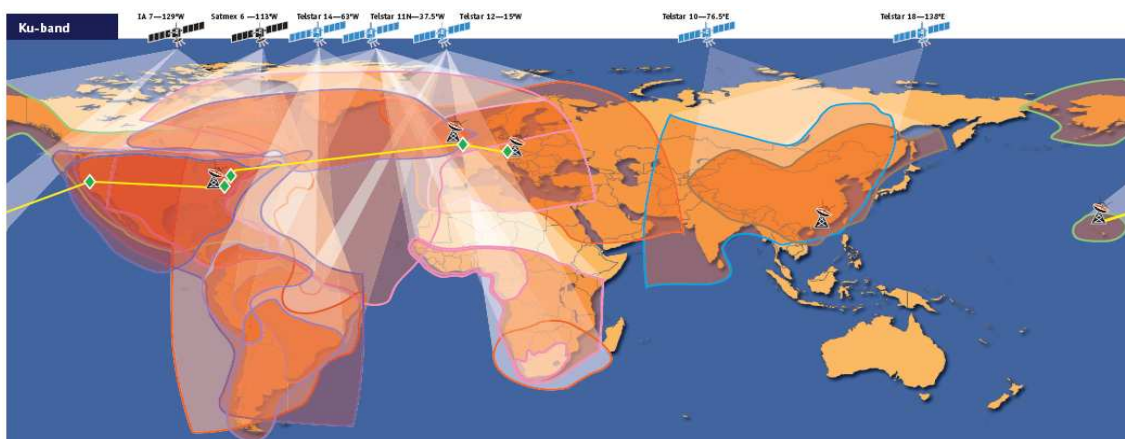 Ku-band
IA 7—129°W
Satmex 6 —113°W
Telstar 14—63°W
Telstar 11N—37.5°W
Telstar 12—15°W
Telstar 10—76.5°E
Telstar 18—138°E